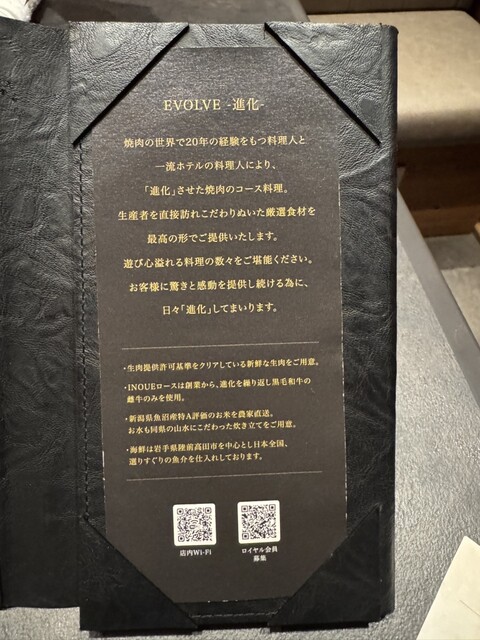 EVOLVE -進化-
焼肉の世界で20年の経験をもつ料理人と
一流ホテルの料理人により、
「進化」させた焼肉のコース料理。
生産者を直接訪れこだわりぬいた厳選食材を
最高の形でご提供いたします。
遊び心溢れる料理の数々をご堪能ください。
お客様に驚きと感動を提供し続ける為に、
日々「進化」してまいります。
・生肉提供許可基準をクリアしている新鮮な生肉をご用意。
・INOUEロースは創業から、進化を繰り返し黒毛和牛の
雌牛のみを使用。
・新潟県魚沼産特A評価のお米を農家直送。
お水も同県の山水にこだわった炊き立てをご用意。
・海鮮は岩手県陸前高田市を中心とし日本全国、
選りすぐりの魚介を仕入れしております。
店内Wi-Fi
ロイヤル会員
募集